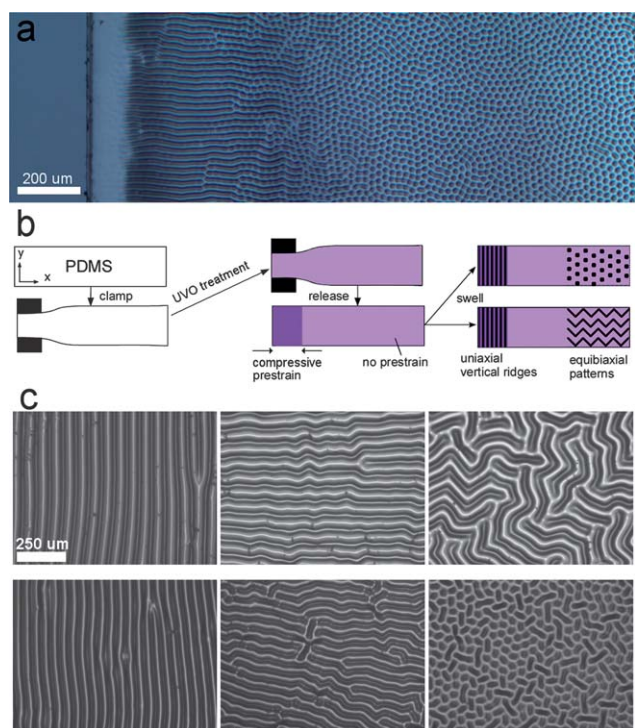 a
200 um
b
y
x
PDMS
clamp
UVO treatment
release
compressive
prestrain
no prestrain
swell
uniaxial
vertical ridges
equibiaxial
patterns
c
250 um